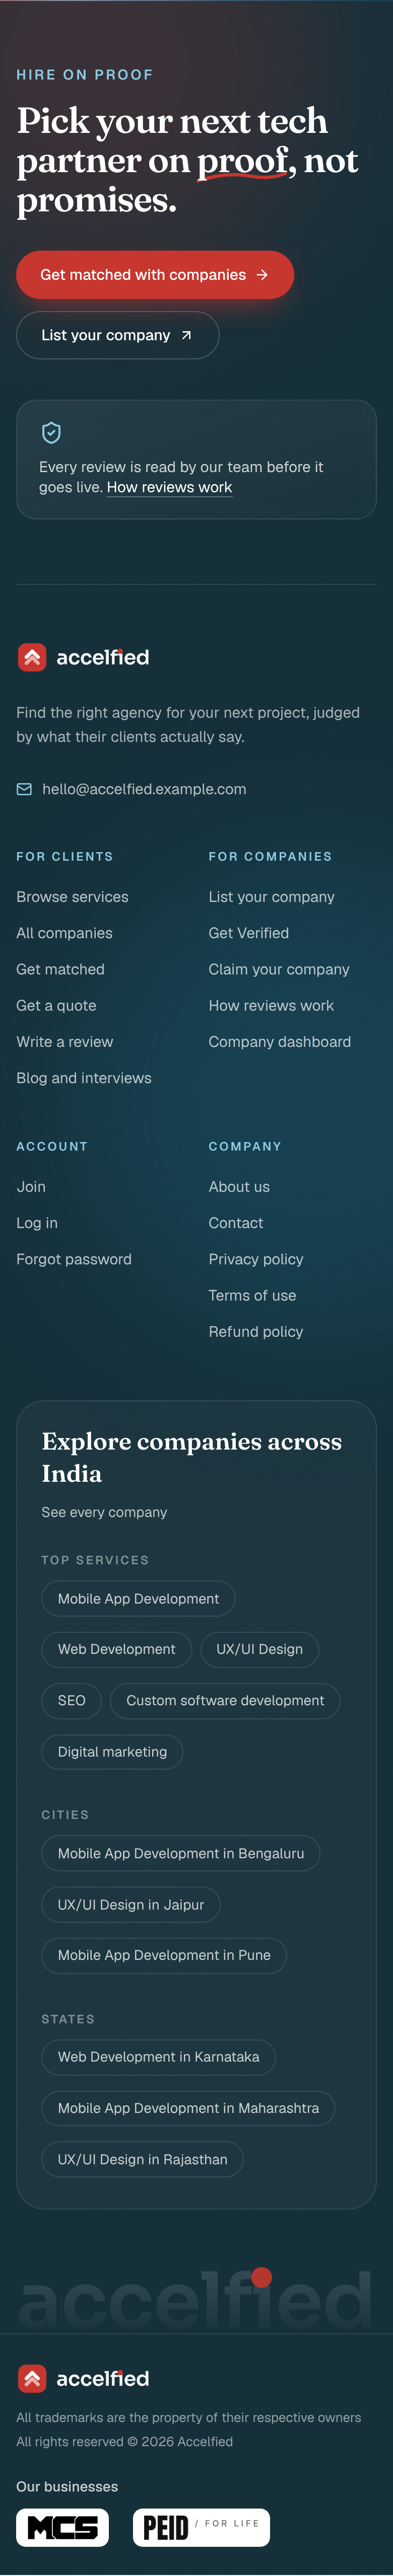 HIRE ON PROOF
Pick your next tech
partner on proof, not
promises.
Get matched with companies
List your company
Every review is read by our team before it
goes live. How reviews work
accelfied
Find the right agency for your next project, judged
by what their clients actually say.
hello@accelfied.example.com
FOR CLIENTS
Browse services
All companies
Get matched
Get a quote
Write a review
Blog and interviews
FOR COMPANIES
List your company
Get Verified
Claim your company
How reviews work
Company dashboard
ACCOUNT
Join
Log in
Forgot password
COMPANY
About us
Contact
Privacy policy
Terms of use
Refund policy
Explore companies across
India
See every company
TOP SERVICES
Mobile App Development
Web Development
UX/UI Design
SEO
Custom software development
Digital marketing
CITIES
Mobile App Development in Bengaluru
UX/UI Design in Jaipur
Mobile App Development in Pune
STATES
Web Development in Karnataka
Mobile App Development in Maharashtra
UX/UI Design in Rajasthan
accelfied
accelfied
All trademarks are the property of their respective owners
All rights reserved © 2026 Accelfied
Our businesses
MCS
PEID / FOR LIFE